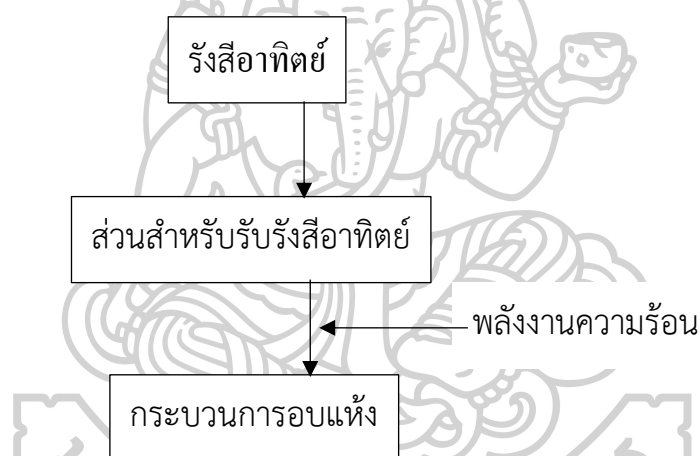 รังสีอาทิตย์
ส่วนสำหรับรับรังสีอาทิตย์
พลังงานความร้อน
กระบวนการอบแห้ง